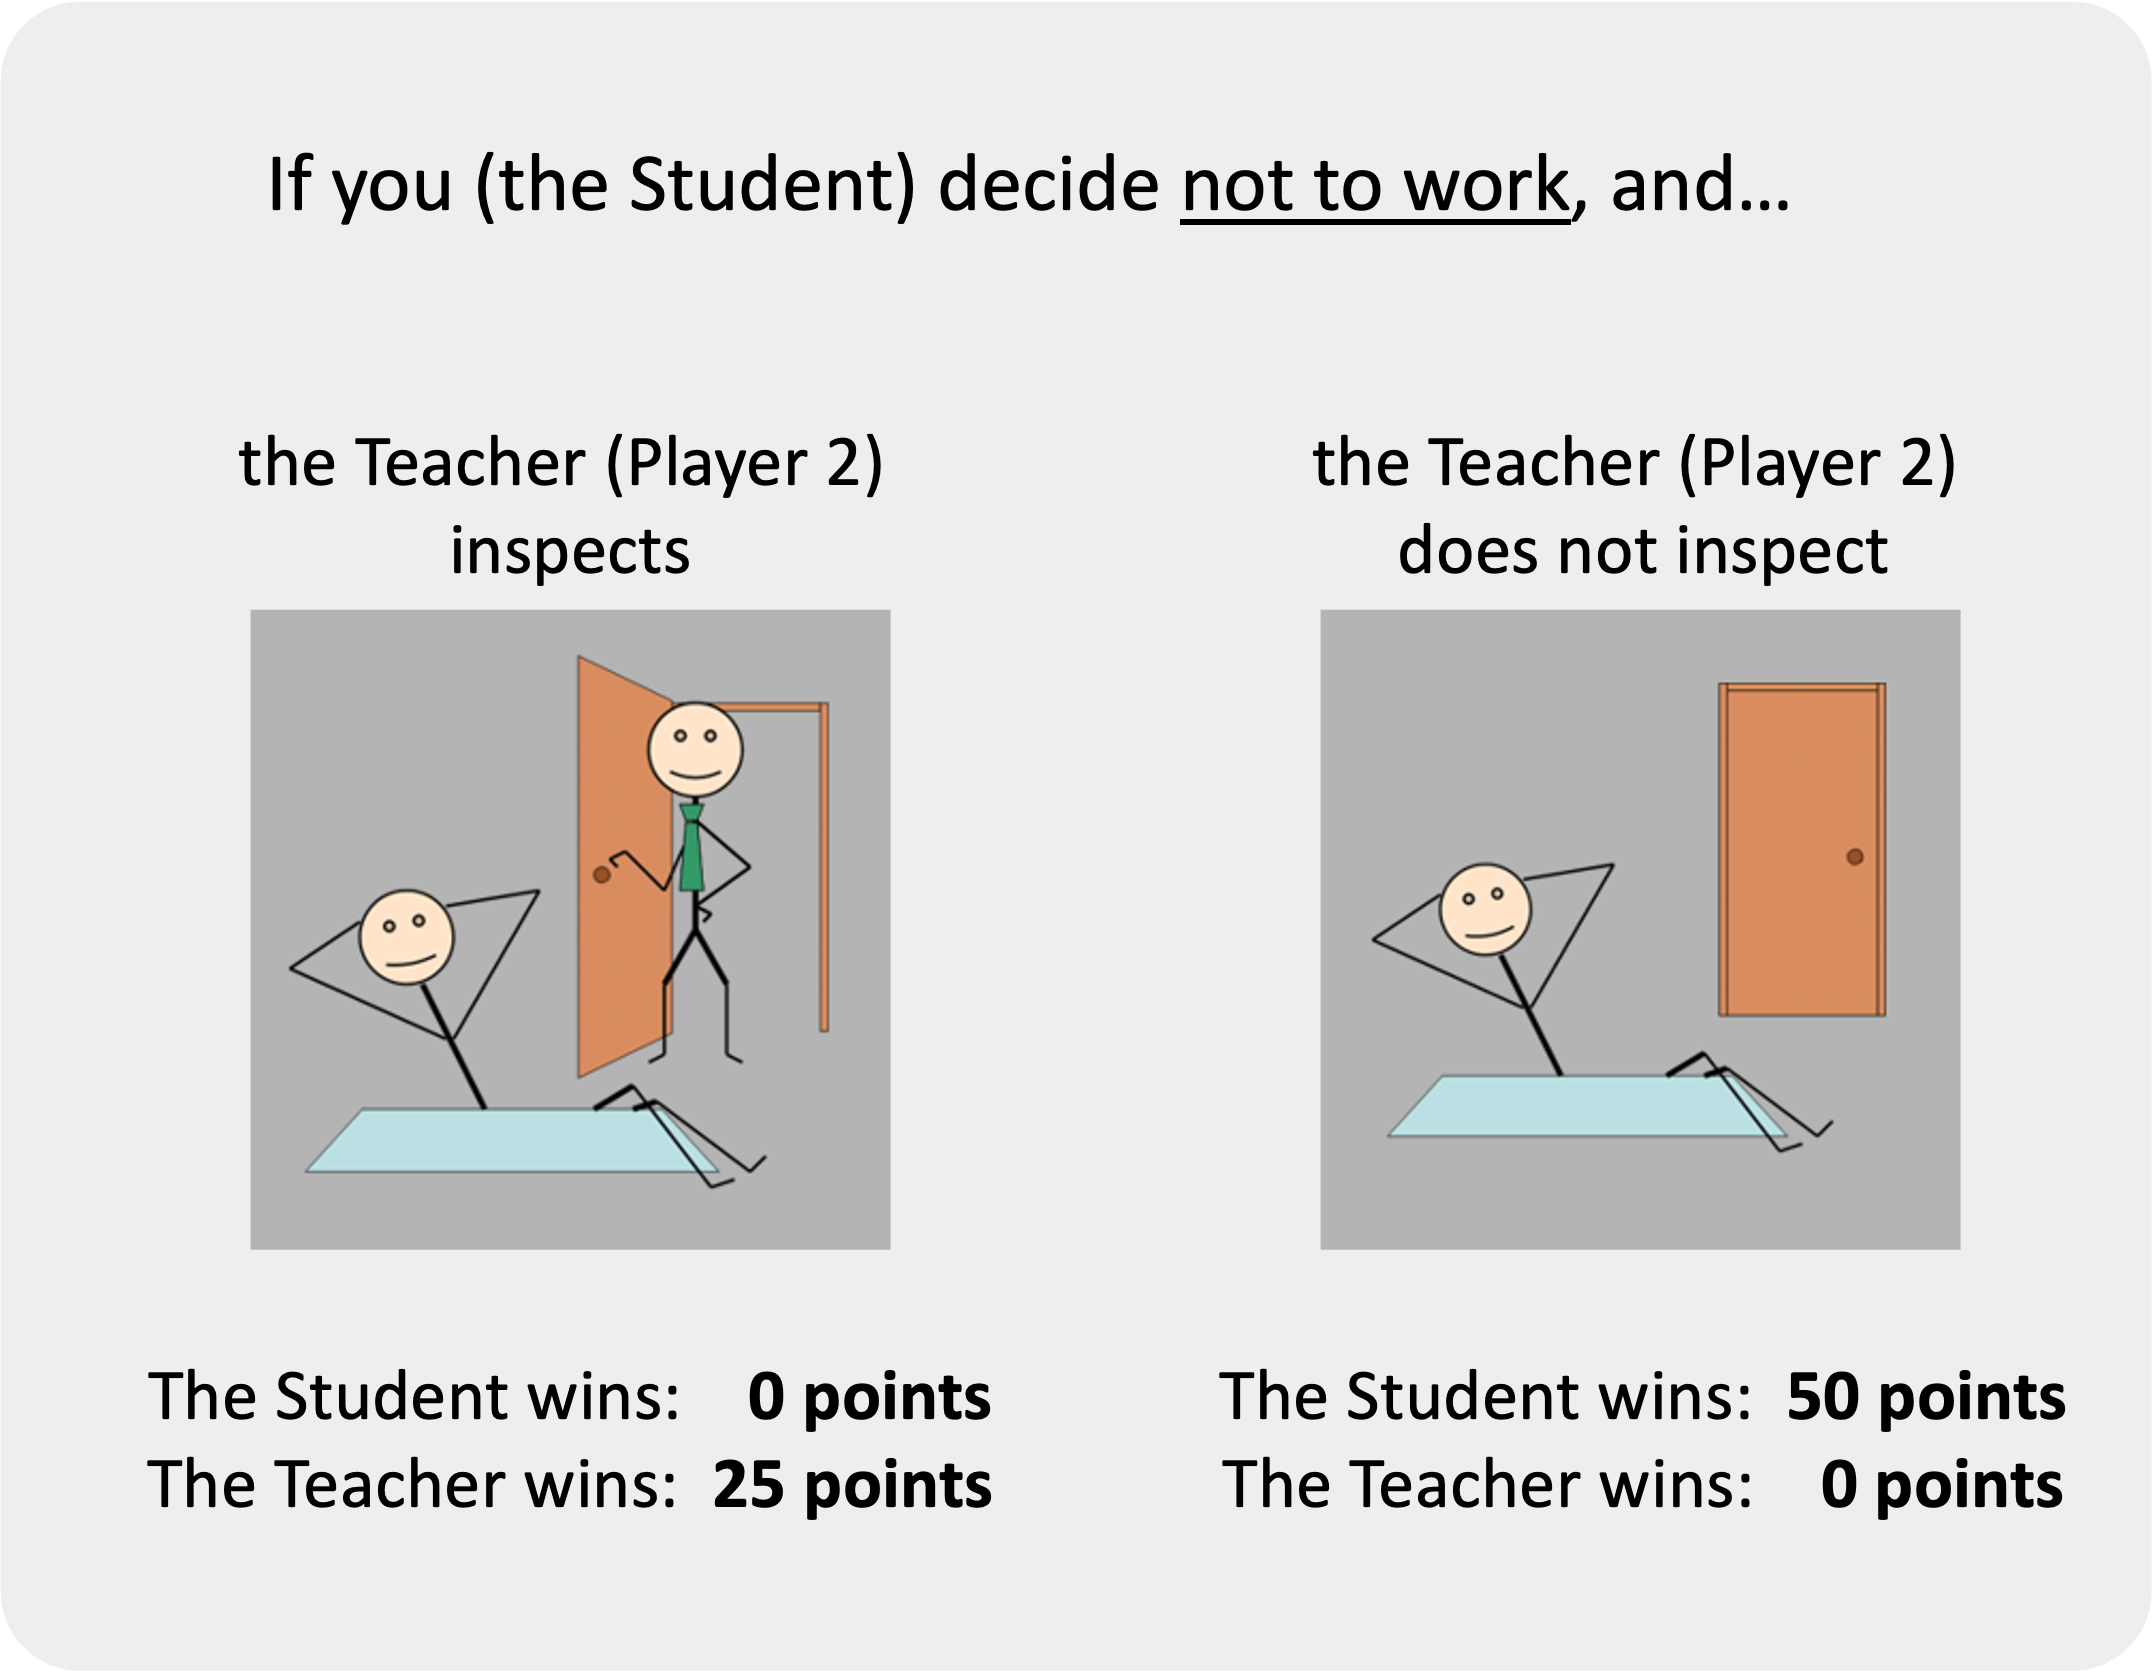 If you (the Student) decide not to work, and...
the Teacher (Player 2)
inspects
the Teacher (Player 2)
does not inspect
The Student wins: 0 points
The Teacher wins: 25 points
The Student wins: 50 points
The Teacher wins: 0 points